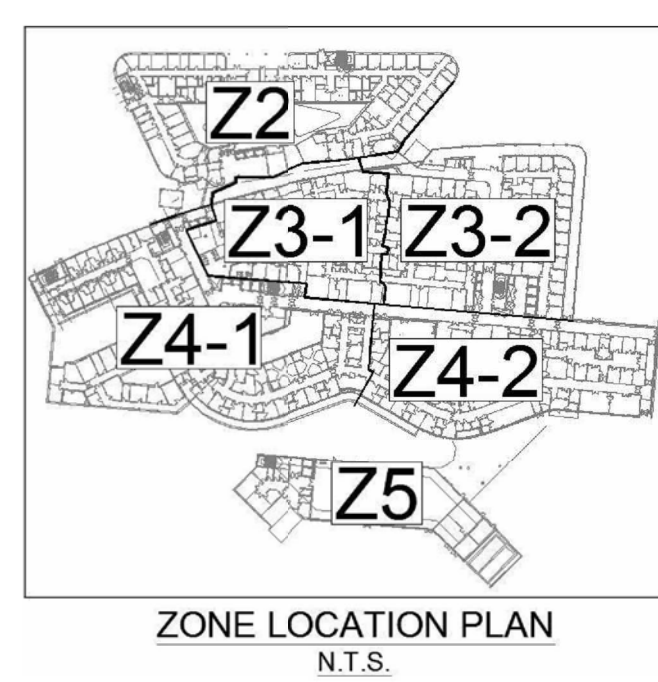 Z2
Z3-1
Z3-2
Z4-1
Z4-2
Z5
ZONE LOCATION PLAN
N.T.S.